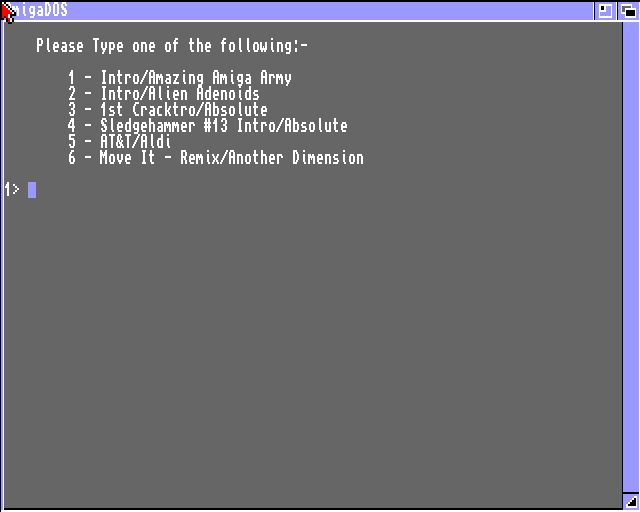 AmigaDOS
Please Type one of the following:-
1 - Intro/Amazing Amiga Army
2 - Intro/Alien Adenoids
3 - 1st Cracktro/Absolute
4 - Sledgehammer #13 Intro/Absolute
5 - AT&T/Aldi
6 - Move It - Remix/Another Dimension
1>